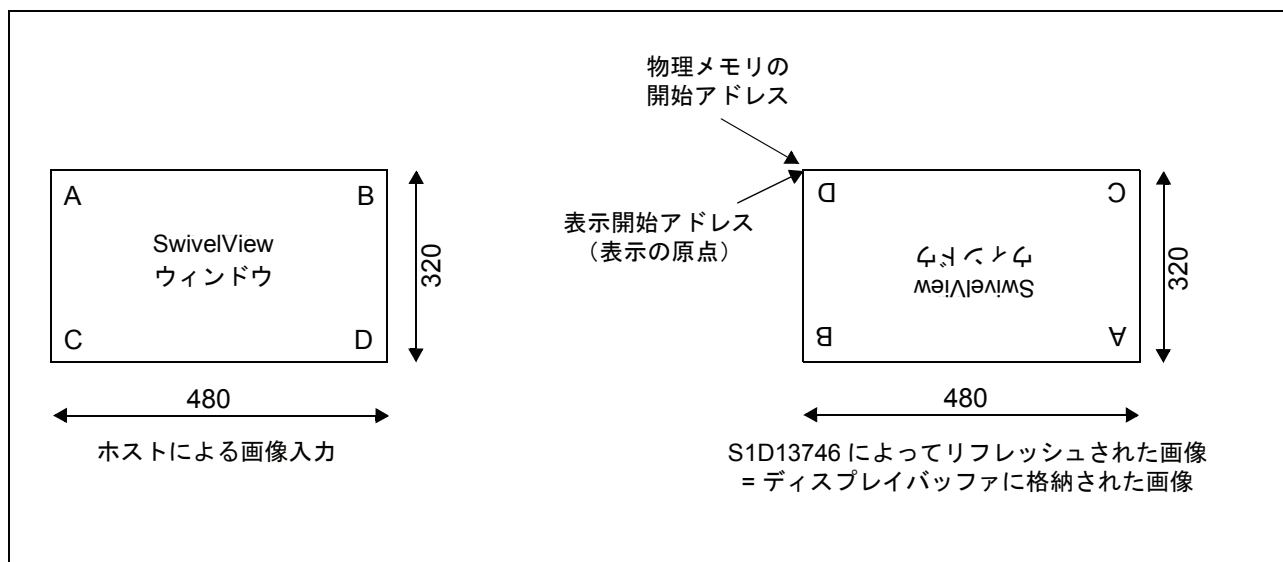 物理メモリの
開始アドレス
表示開始アドレス
(表示の原点)
A
B
SwivelView
ウィンドウ
C
D
320
480
ホストによる画像入力
D
C
ウィンドウ
SwivelView
B
A
320
480
S1D13746 によってリフレッシュされた画像
= ディスプレイバッファに格納された画像